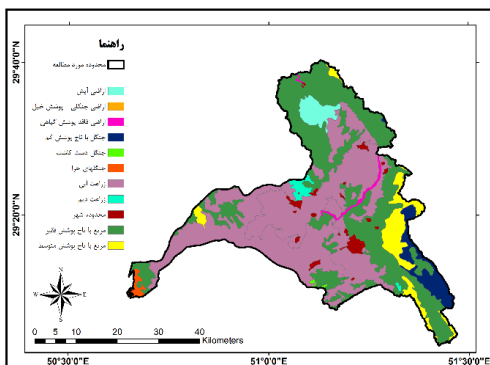 راهنما
محدوده مورد مطالعه
اراضی آیش
اراضی جنگلی - پوشش خیل
اراضی فاقد پوشش گیاهی
جنگل با تاج پوشش انم
جنگل دست کاشت
جنگلهای حرا
زراعت آبی
زراعت دیم
محدوده شهر
مرتع با تاج پوشش فقیر
مرتع با تاج پوشش متوسط
29°40'0"N
29°20'0"N
N
W E
S
0 5 10 20 30 40
Kilometers
50°30'0"E 51°0'0"E 51°30'0"E